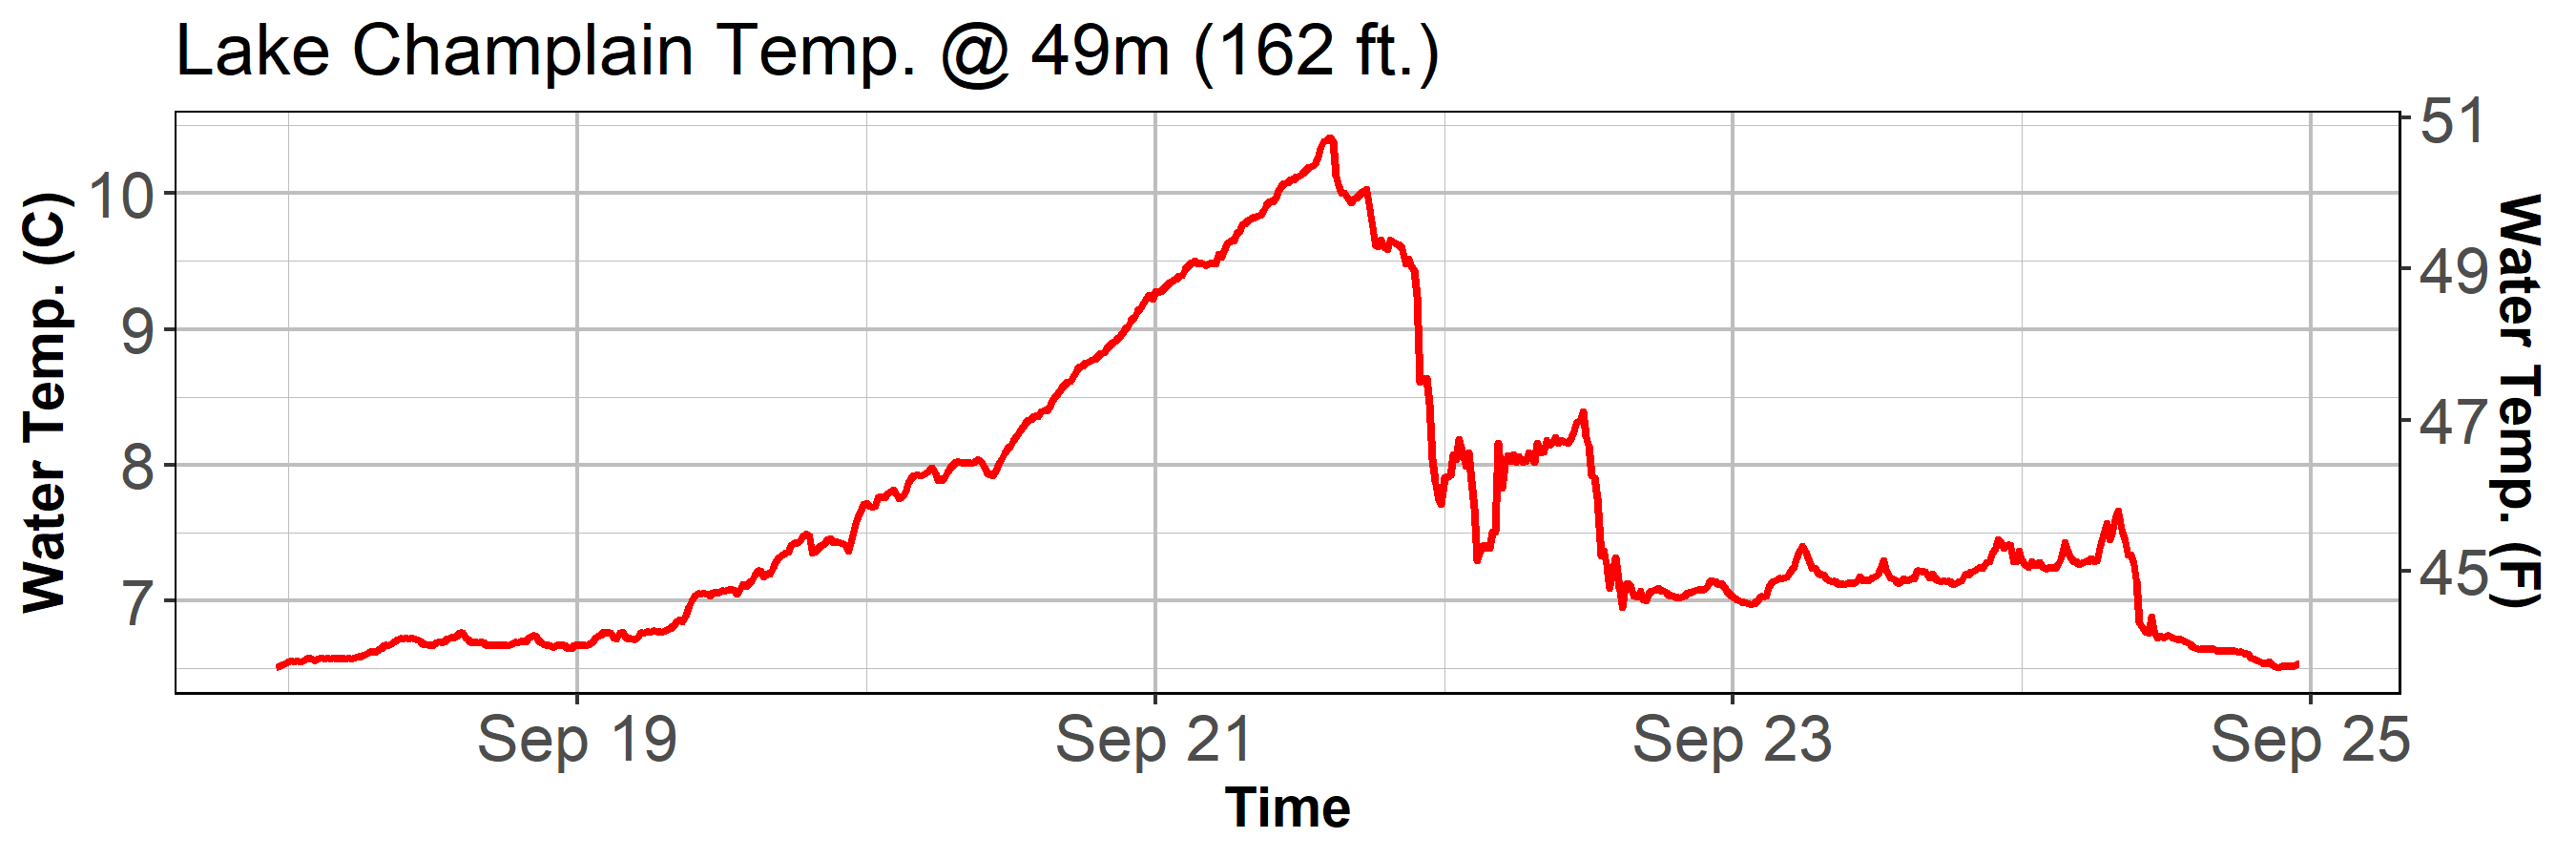 Lake Champlain Temp. @ 49m (162 ft.)
Water Temp. (C)
10
9
8
7
51
49
47
45
Water Temp. (F)
Sep 19
Sep 21
Sep 23
Sep 25
Time